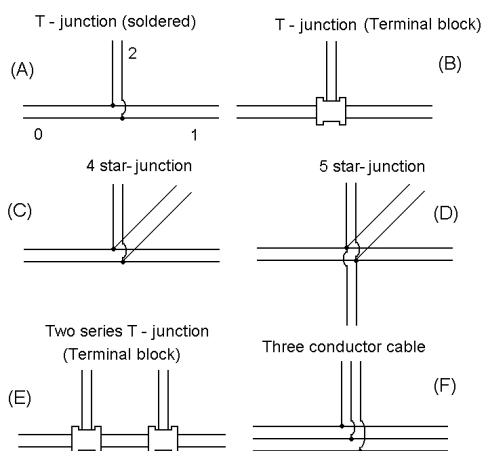 T - junction (soldered)
(A)
2
0
1
T - junction (Terminal block)
(B)
4 star- junction
(C)
5 star- junction
(D)
Two series T - junction
(Terminal block)
(E)
Three conductor cable
(F)